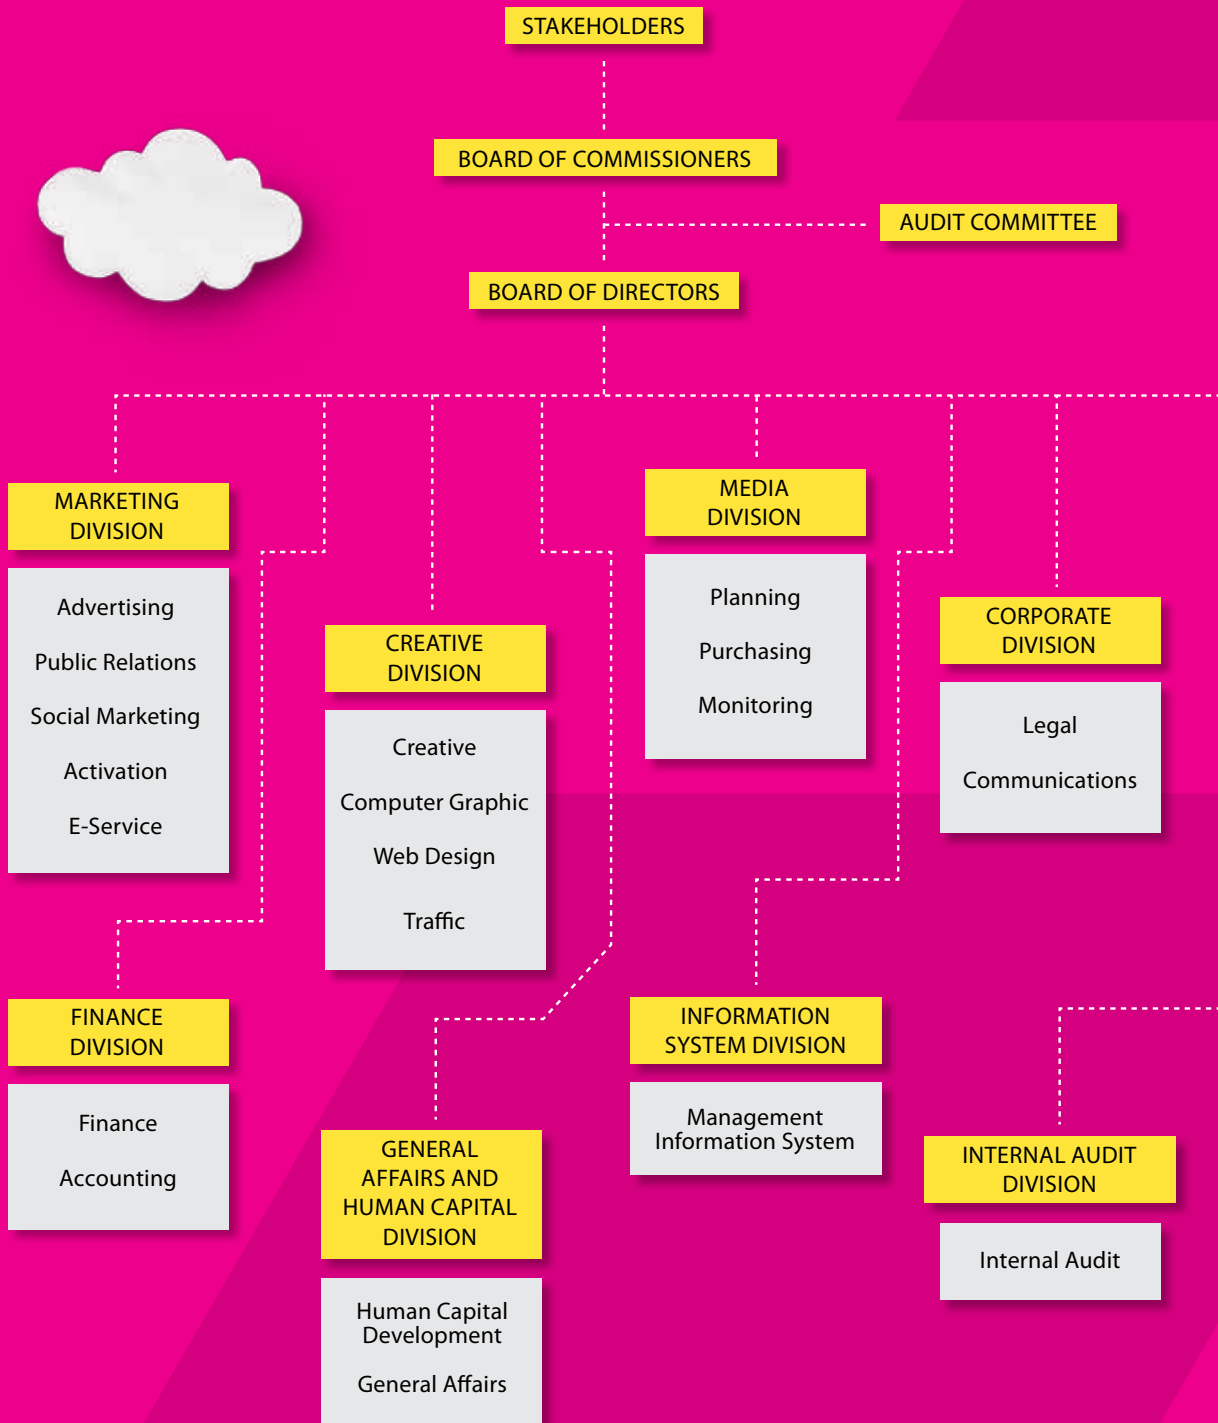 STAKEHOLDERS
BOARD OF COMMISSIONERS
AUDIT COMMITTEE
BOARD OF DIRECTORS
MARKETING
DIVISION
Advertising
Public Relations
Social Marketing
Activation
E-Service
CREATIVE
DIVISION
Creative
Computer Graphic
Web Design
Traffic
MEDIA
DIVISION
Planning
Purchasing
Monitoring
CORPORATE
DIVISION
Legal
Communications
FINANCE
DIVISION
Finance
Accounting
GENERAL
AFFAIRS AND
HUMAN CAPITAL
DIVISION
Human Capital
Development
General Affairs
INFORMATION
SYSTEM DIVISION
Management
Information System
INTERNAL AUDIT
DIVISION
Internal Audit